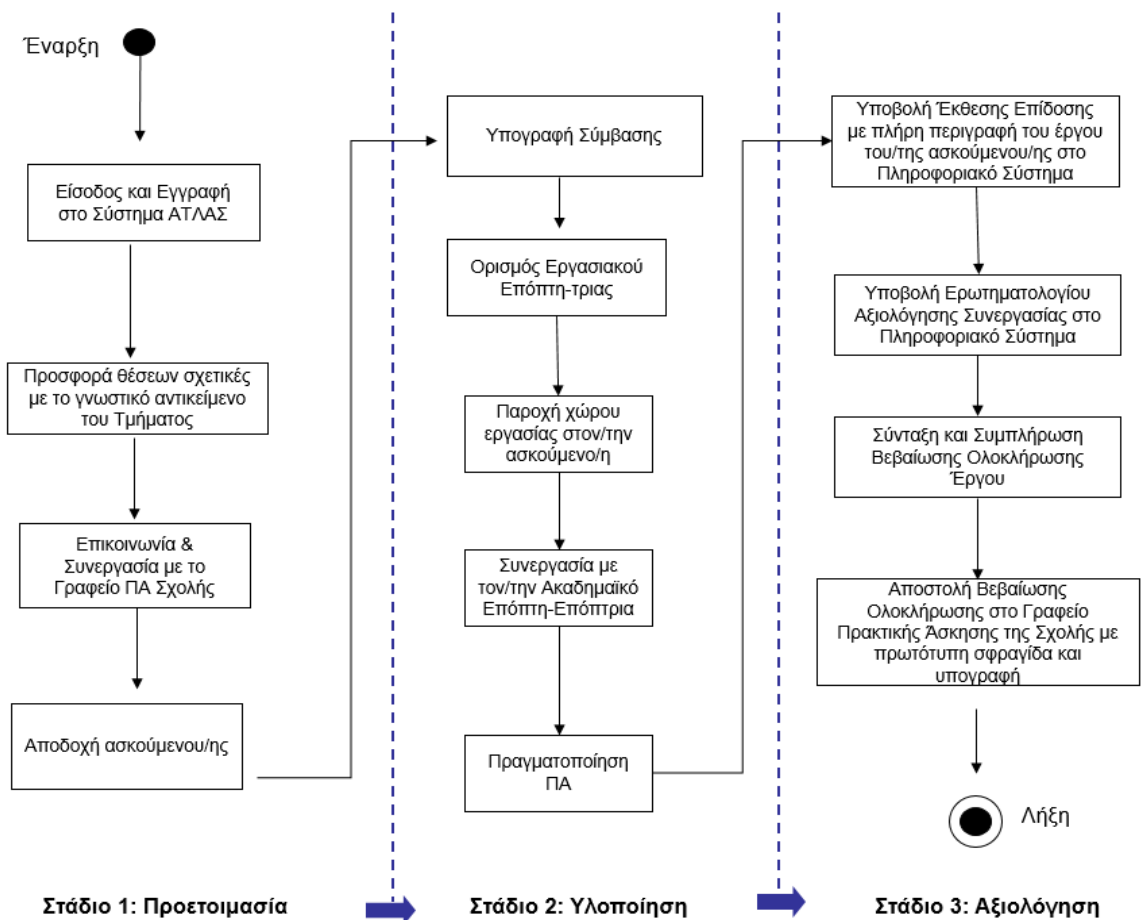 Έναρξη
Είσοδος και Εγγραφή
στο Σύστημα ΑΤΛΑΣ
Προσφορά θέσεων σχετικές
με το γνωστικό αντικείμενο
του Τμήματος
Επικοινωνία &
Συνεργασία με το
Γραφείο ΠΑ Σχολής
Αποδοχή ασκούμενου/ης
Στάδιο 1: Προετοιμασία
Υπογραφή Σύμβασης
Ορισμός Εργασιακού
Επόπτη-τριας
Παροχή χώρου
εργασίας στον/την
ασκούμενο/η
Συνεργασία με
τον/την Ακαδημαϊκό
Επόπτη-Επόπτρια
Πραγματοποίηση
ΠΑ
Στάδιο 2: Υλοποίηση
Υποβολή Έκθεσης Επίδοσης
με πλήρη περιγραφή του έργου
του/της ασκούμενου/ης στο
Πληροφοριακό Σύστημα
Υποβολή Ερωτηματολογίου
Αξιολόγησης Συνεργασίας στο
Πληροφοριακό Σύστημα
Σύνταξη και Συμπλήρωση
Βεβαίωσης Ολοκλήρωσης
Έργου
Αποστολή Βεβαίωσης
Ολοκλήρωσης στο Γραφείο
Πρακτικής Άσκησης της Σχολής με
πρωτότυπη σφραγίδα και
υπογραφή
Λήξη
Στάδιο 3: Αξιολόγηση